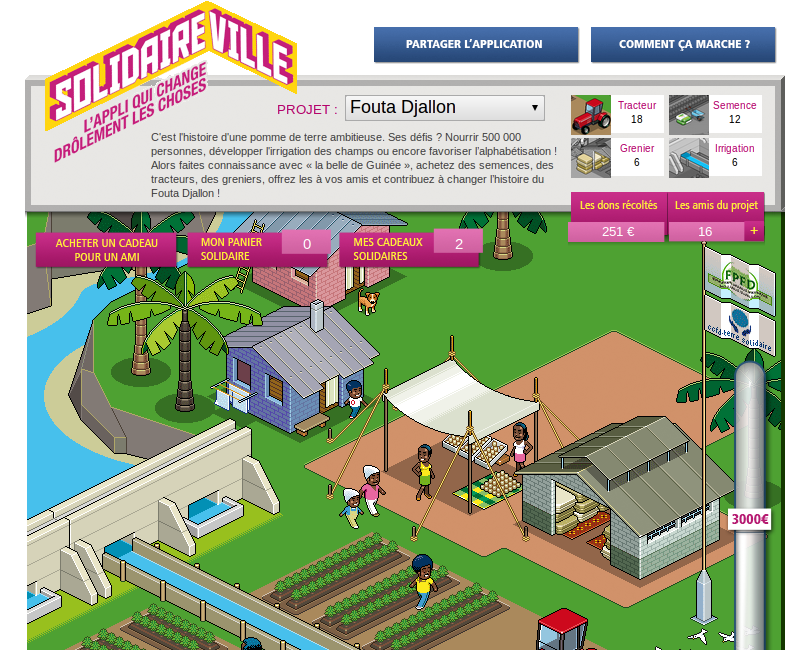 SOLIDAIREVILLE
L'APPLI QUI CHANGE
DRÔLEMENT LES CHOSES
PARTAGER L'APPLICATION
COMMENT ÇA MARCHE ?
PROJET :
Fouta Djallon
C'est l'histoire d'une pomme de terre ambitieuse. Ses défis ? Nourrir 500 000
personnes, développer l'irrigation des champs ou encore favoriser l'alphabétisation !
Alors faites connaissance avec « la belle de Guinée », achetez des semences, des
tracteurs, des greniers, offrez les à vos amis et contribuez à changer l'histoire du
Fouta Djallon !
Tracteur
18
Semence
12
Grenier
6
Irrigation
6
Les dons récoltés
251 €
Les amis du projet
16 +
ACHETER UN CADEAU
POUR UN AMI
MON PANIER
SOLIDAIRE
0
MES CADEAUX
SOLIDAIRES
2
FPFD
ccfd-terre solidaire
3000€